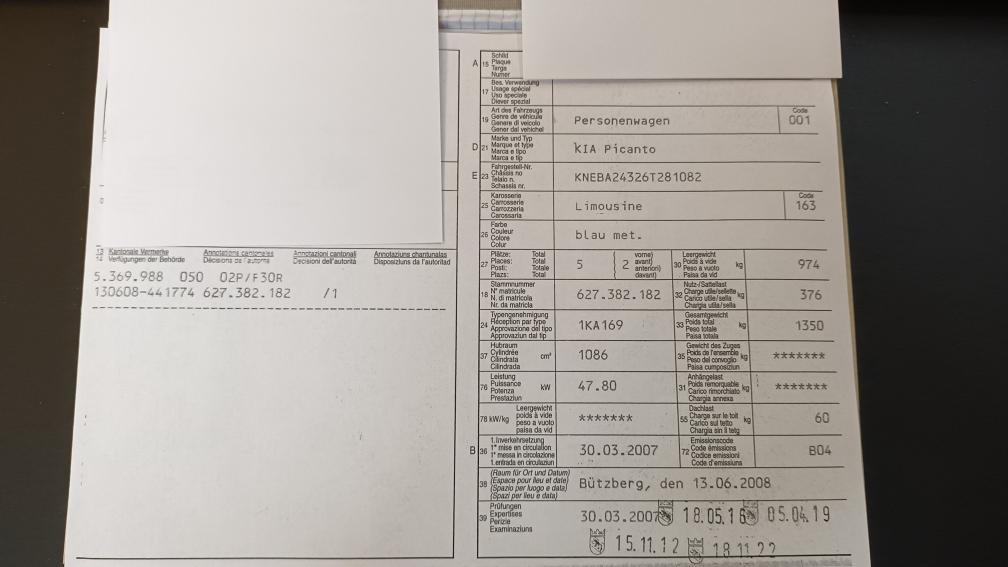 13 Kantonale Vermerke Annotations cantonales Annotazioni cantonali Annotaziuns chantunalas
14 Verfügungen der Behörde Décisions de l'autorité Decisioni dell'autorità Disposiziuns da l'autoritad
5.369.988 050 02P/F30R
130608-441774 627.382.182 /1
A 15 Schild
Plaque
Targa
Numer
17 Bes. Verwendung
Usage spécial
Uso speciale
Diever spezial
19 Art des Fahrzeugs
Genre de véhicule
Genere di veicolo
Gener dal vehichel
Personenwagen
Code
001
D 21 Marke und Typ
Marque et type
Marca e tipo
Marca e tip
KIA Picanto
E 23 Fahrgestell-Nr.
Châssis no
Telaio n.
Schassis nr.
KNEBA24326T281082
25 Karosserie
Carrosserie
Carrozzeria
Carossaria
Limousine
Code
163
26 Farbe
Couleur
Colore
Colur
blau met.
27 Plätze: Total
Places: Total
Posti: Totale
Plazs: Total
5
( 2 vorne)
avant)
anteriori)
davant)
30 Leergewicht
Poids à vide
Peso a vuoto
Paisa da vid
kg
974
18 Stammnummer
N° matricule
N. di matricola
Nr. da matricla
627.382.182
32 Nutz-/Sattellast
Charge utile/sellette
Carico utile/sella
Chargia utila/sella
kg
376
24 Typengenehmigung
Réception par type
Approvazione del tipo
Approvaziun dal tip
1KA169
33 Gesamtgewicht
Poids total
Peso totale
Paisa totala
kg
1350
37 Hubraum
Cylindrée
Cilindrata
Cilindrada
cm³
1086
35 Gewicht des Zuges
Poids de l'ensemble
Peso del convoglio
Paisa cumposiziun
kg
*******
76 Leistung
Puissance
Potenza
Prestaziun
kW
47.80
31 Anhängelast
Poids remorquable
Carico rimorchiato
Chargia annexa
kg
*******
78 kW/kg
Leergewicht
poids à vide
peso a vuoto
paisa da vid
*******
55 Dachlast
Charge sur le toit
Carico sul tetto
Chargia sin il tetg
kg
60
B 36 1. Inverkehrsetzung
1re mise en circulation
1a messa in circolazione
1. entrada en circulaziun
30.03.2007
72 Emissionscode
Code émissions
Codice emissioni
Code d'emissiuns
B04
38 (Raum für Ort und Datum)
(Espace pour lieu et date)
(Spazio per luogo e data)
(Spazi per lieu e data)
Bützberg, den 13.06.2008
39 Prüfungen
Expertises
Perizie
Examinaziuns
30.03.2007 18.05.16 05.04.19
15.11.12 18.11.22